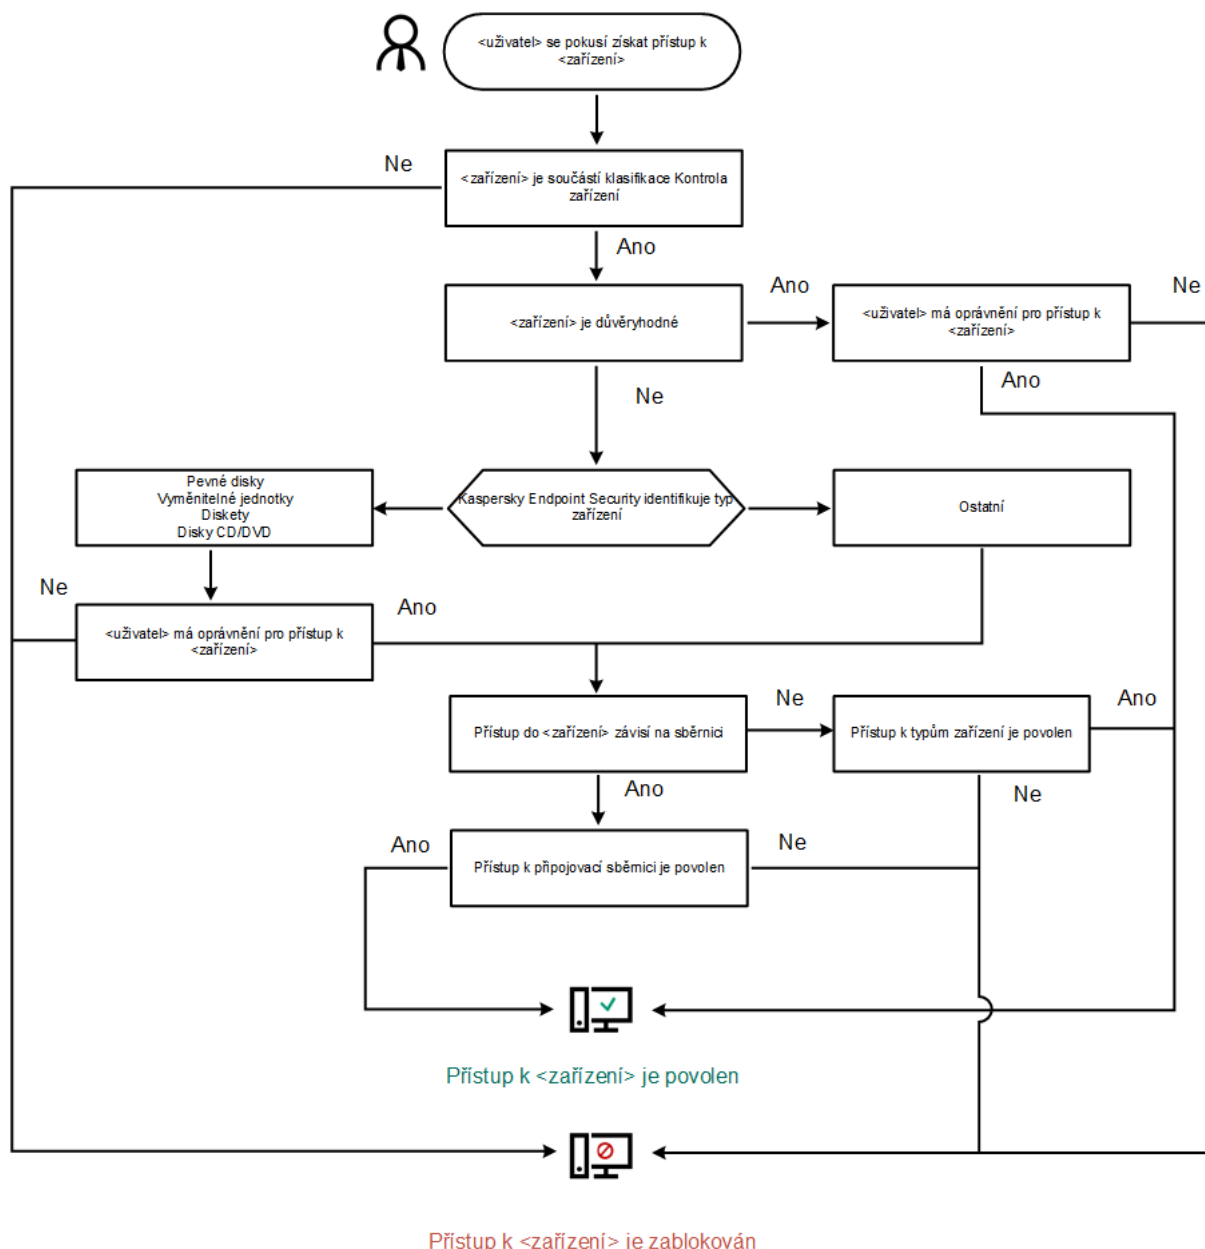 <uživatel> se pokusí získat přístup k
<zařízení>
Ne
<zařízení> je součástí klasifikace Kontrola
zařízení
Ano
<zařízení> je důvěryhodné
Ano
<uživatel> má oprávnění pro přístup k
<zařízení>
Ne
Ne
Ano
Pevné disky
Vyměnitelné jednotky
Diskety
Disky CD/DVD
Kaspersky Endpoint Security identifikuje typ
zařízení
Ostatní
Ne
<uživatel> má oprávnění pro přístup k
<zařízení>
Ano
Přístup do <zařízení> závisí na sběrnici
Ne
Přístup k typům zařízení je povolen
Ano
Ano
Ne
Ano
Přístup k připojovací sběrnici je povolen
Ne
Přístup k <zařízení> je povolen
Přístup k <zařízení> je zablokován